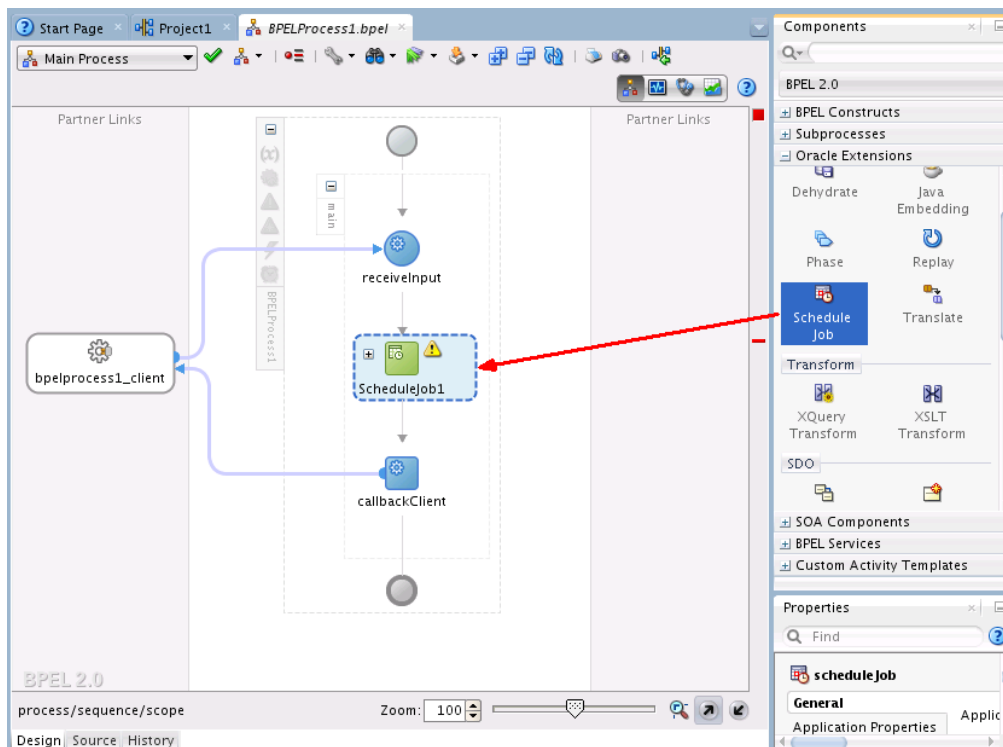 Start Page
Project1
BPELProcess1.bpel
Main Process
Partner Links
Partner Links
main
BPELProcess1
receiveInput
bpelprocess1_client
ScheduleJob1
callbackClient
BPEL 2.0
process/sequence/scope
Zoom: 100
Design Source History
Components
BPEL 2.0
BPEL Constructs
Subprocesses
Oracle Extensions
Dehydrate
Java
Embedding
Phase
Replay
Schedule
Job
Translate
Transform
XQuery
Transform
XSLT
Transform
SDO
SOA Components
BPEL Services
Custom Activity Templates
Properties
Find
scheduleJob
General
Application Properties
Applic